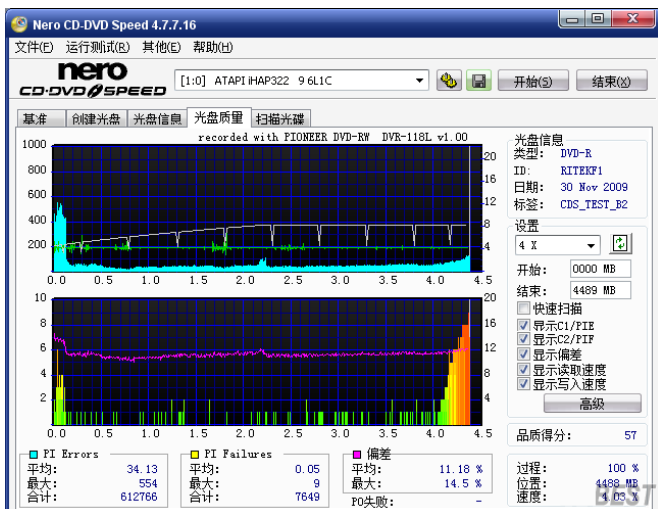 Nero CD-DVD Speed 4.7.7.16
文件(F) 运行测试(R) 其他(E) 帮助(H)
nero
CD·DVD SPEED
[1:0] ATAPI iHAP322 9 6L1C
开始(S)
结束(X)
基准 创建光盘 光盘信息 光盘质量 扫描光碟
recorded with PIONEER DVD-RW DVR-118L v1.00
1000
800
600
400
200
20
16
12
8
4
0.0 0.5 1.0 1.5 2.0 2.5 3.0 3.5 4.0 4.5
10
8
6
4
2
20
16
12
8
4
0.0 0.5 1.0 1.5 2.0 2.5 3.0 3.5 4.0 4.5
PI Errors
平均: 34.13
最大: 554
合计: 612766
PI Failures
平均: 0.05
最大: 9
合计: 7649
偏差
平均: 11.18 %
最大: 14.5 %
PO失败: -
光盘信息
类型: DVD-R
ID: RITEKF1
日期: 30 Nov 2009
标签: CDS_TEST_B2
设置
4 X
开始: 0000 MB
结束: 4489 MB
快速扫描
显示C1/PIE
显示C2/PIF
显示偏差
显示读取速度
显示写入速度
高级
品质得分: 57
过程: 100 %
位置: 4488 MB
速度: 4.03 X
BEST